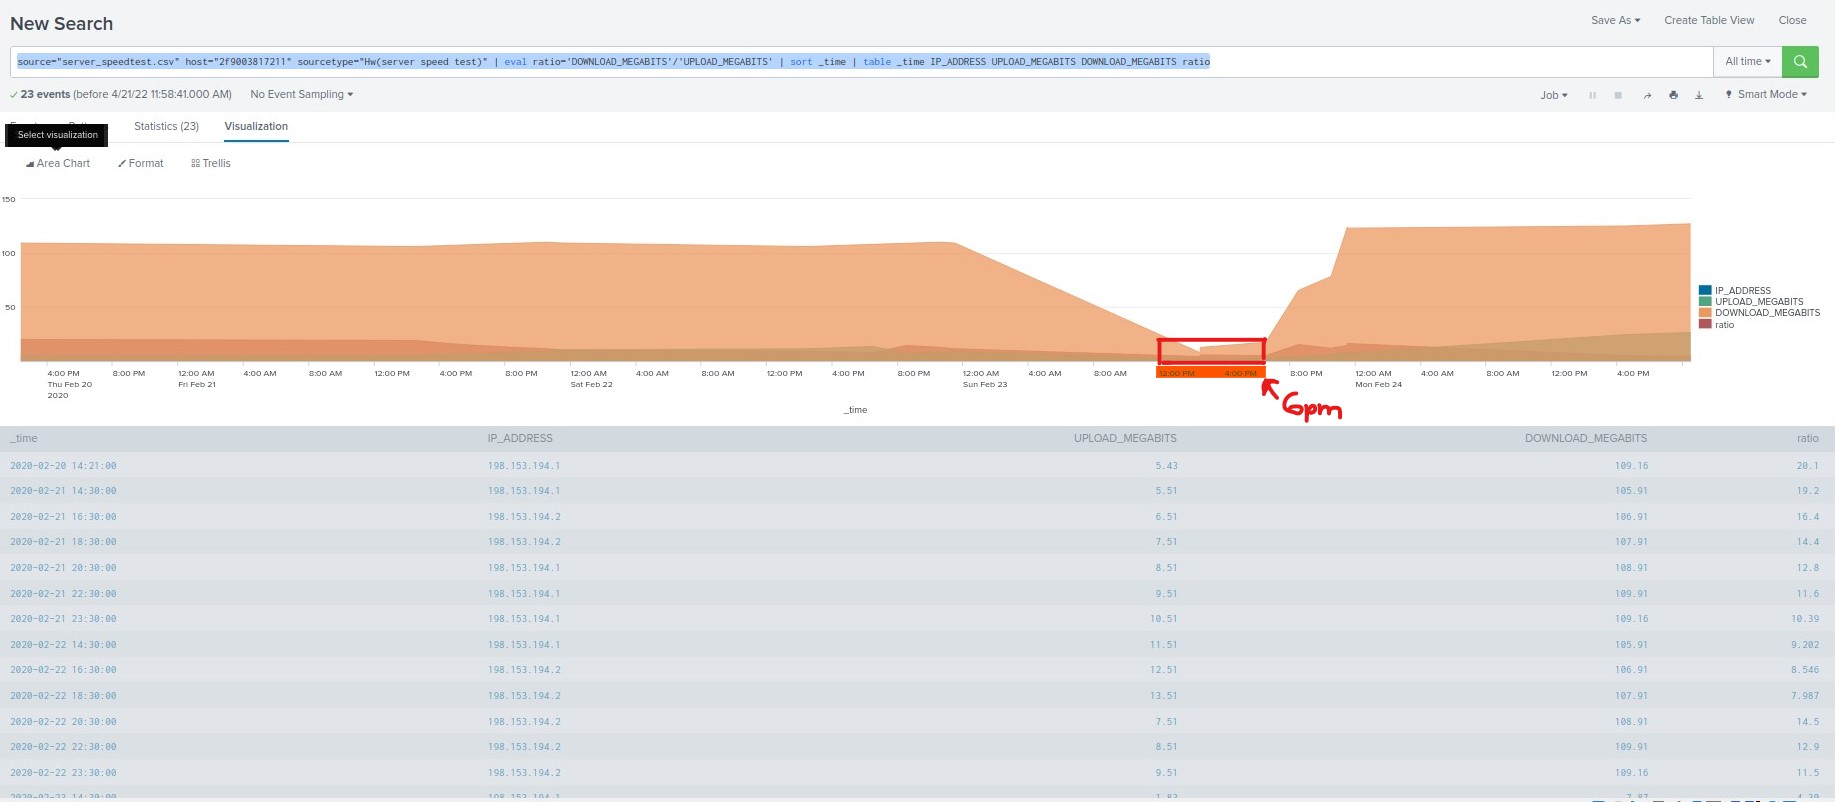 New Search
Save As ▾ Create Table View Close
source="server_speedtest.csv" host="2f9003817211" sourcetype="Hw(server speed test)" | eval ratio='DOWNLOAD_MEGABITS'/'UPLOAD_MEGABITS' | sort _time | table _time IP_ADDRESS UPLOAD_MEGABITS DOWNLOAD_MEGABITS ratio
All time ▾
✓ 23 events (before 4/21/22 11:58:41.000 AM) No Event Sampling ▾
Job ▾ Smart Mode ▾
Statistics (23) Visualization
Select visualization
Area Chart Format Trellis
150
100
50
IP_ADDRESS
UPLOAD_MEGABITS
DOWNLOAD_MEGABITS
ratio
4:00 PM 8:00 PM 12:00 AM 4:00 AM 8:00 AM 12:00 PM 4:00 PM 8:00 PM 12:00 AM 4:00 AM 8:00 AM 12:00 PM 4:00 PM 8:00 PM 12:00 AM 4:00 AM 8:00 AM 12:00 PM 4:00 PM 8:00 PM 12:00 AM 4:00 AM 8:00 AM 12:00 PM 4:00 PM
Thu Feb 20 Fri Feb 21 Sat Feb 22 Sun Feb 23 Mon Feb 24
2020
6pm
_time
_time IP_ADDRESS UPLOAD_MEGABITS DOWNLOAD_MEGABITS ratio
2020-02-20 14:21:00 198.153.194.1 5.43 109.16 20.1
2020-02-21 14:30:00 198.153.194.1 5.51 105.91 19.2
2020-02-21 16:30:00 198.153.194.2 6.51 106.91 16.4
2020-02-21 18:30:00 198.153.194.2 7.51 107.91 14.4
2020-02-21 20:30:00 198.153.194.1 8.51 108.91 12.8
2020-02-21 22:30:00 198.153.194.1 9.51 109.91 11.6
2020-02-21 23:30:00 198.153.194.1 10.51 109.16 10.39
2020-02-22 14:30:00 198.153.194.1 11.51 105.91 9.202
2020-02-22 16:30:00 198.153.194.2 12.51 106.91 8.546
2020-02-22 18:30:00 198.153.194.2 13.51 107.91 7.987
2020-02-22 20:30:00 198.153.194.2 7.51 108.91 14.5
2020-02-22 22:30:00 198.153.194.2 8.51 109.91 12.9
2020-02-22 23:30:00 198.153.194.2 9.51 109.16 11.5